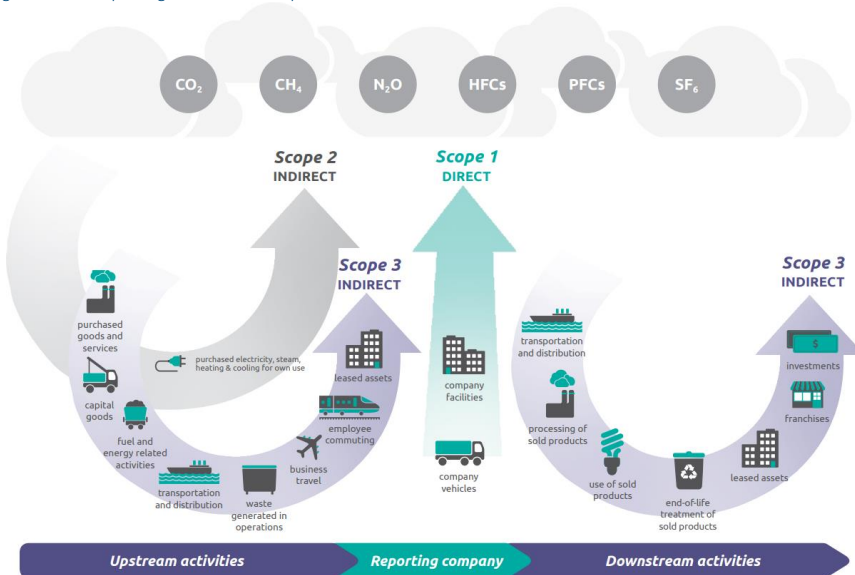 CO₂
CH₄
N₂O
HFCs
PFCs
SF₆
Scope 2
INDIRECT
Scope 1
DIRECT
Scope 3
INDIRECT
Scope 3
INDIRECT
purchased
goods and
services
capital
goods
fuel and
energy related
activities
purchased electricity, steam,
heating & cooling for own use
transportation
and distribution
waste
generated in
operations
business
travel
employee
commuting
leased assets
company
facilities
company
vehicles
transportation
and distribution
processing of
sold products
use of sold
products
end-of-life
treatment of
sold products
leased assets
franchises
$
investments
Upstream activities
Reporting company
Downstream activities